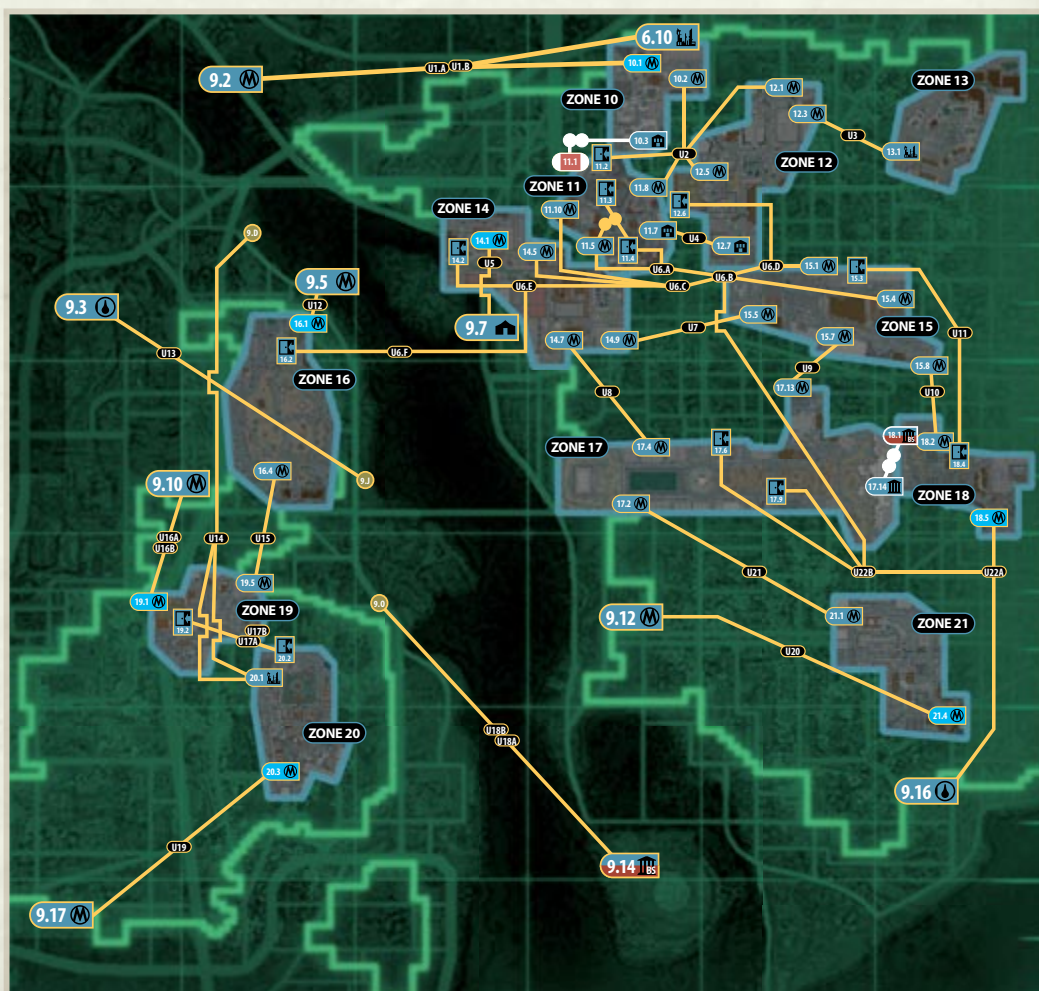 6.10
U1.A
U1.B
10.1
9.2
10.2
12.1
ZONE 13
ZONE 10
12.3
U3
13.1
10.3
11.1
11.2
U2
12.5
ZONE 12
ZONE 11
11.3
11.8
12.6
ZONE 14
11.10
11.7
U4
12.7
11.5
11.4
9.D
14.2
14.1
14.5
U5
U6.A
U6.B
U6.D
15.1
15.3
U6.E
U6.C
15.4
9.5
U12
9.3
16.1
9.7
15.5
U7
ZONE 15
U11
U13
16.2
U6.F
14.7
14.9
15.7
U9
15.8
ZONE 16
17.13
U8
U10
18.1
BS
18.2
18.4
ZONE 17
17.4
17.6
16.4
9.J
17.14
ZONE 18
9.10
17.2
17.9
18.5
U16A
U16B
U14
U15
U21
U22B
U22A
19.5
19.1
ZONE 19
9.O
9.12
21.1
ZONE 21
19.2
U17B
U17A
20.2
U20
20.1
21.4
ZONE 20
U18B
U18A
20.3
9.16
U19
9.14
BS
9.17